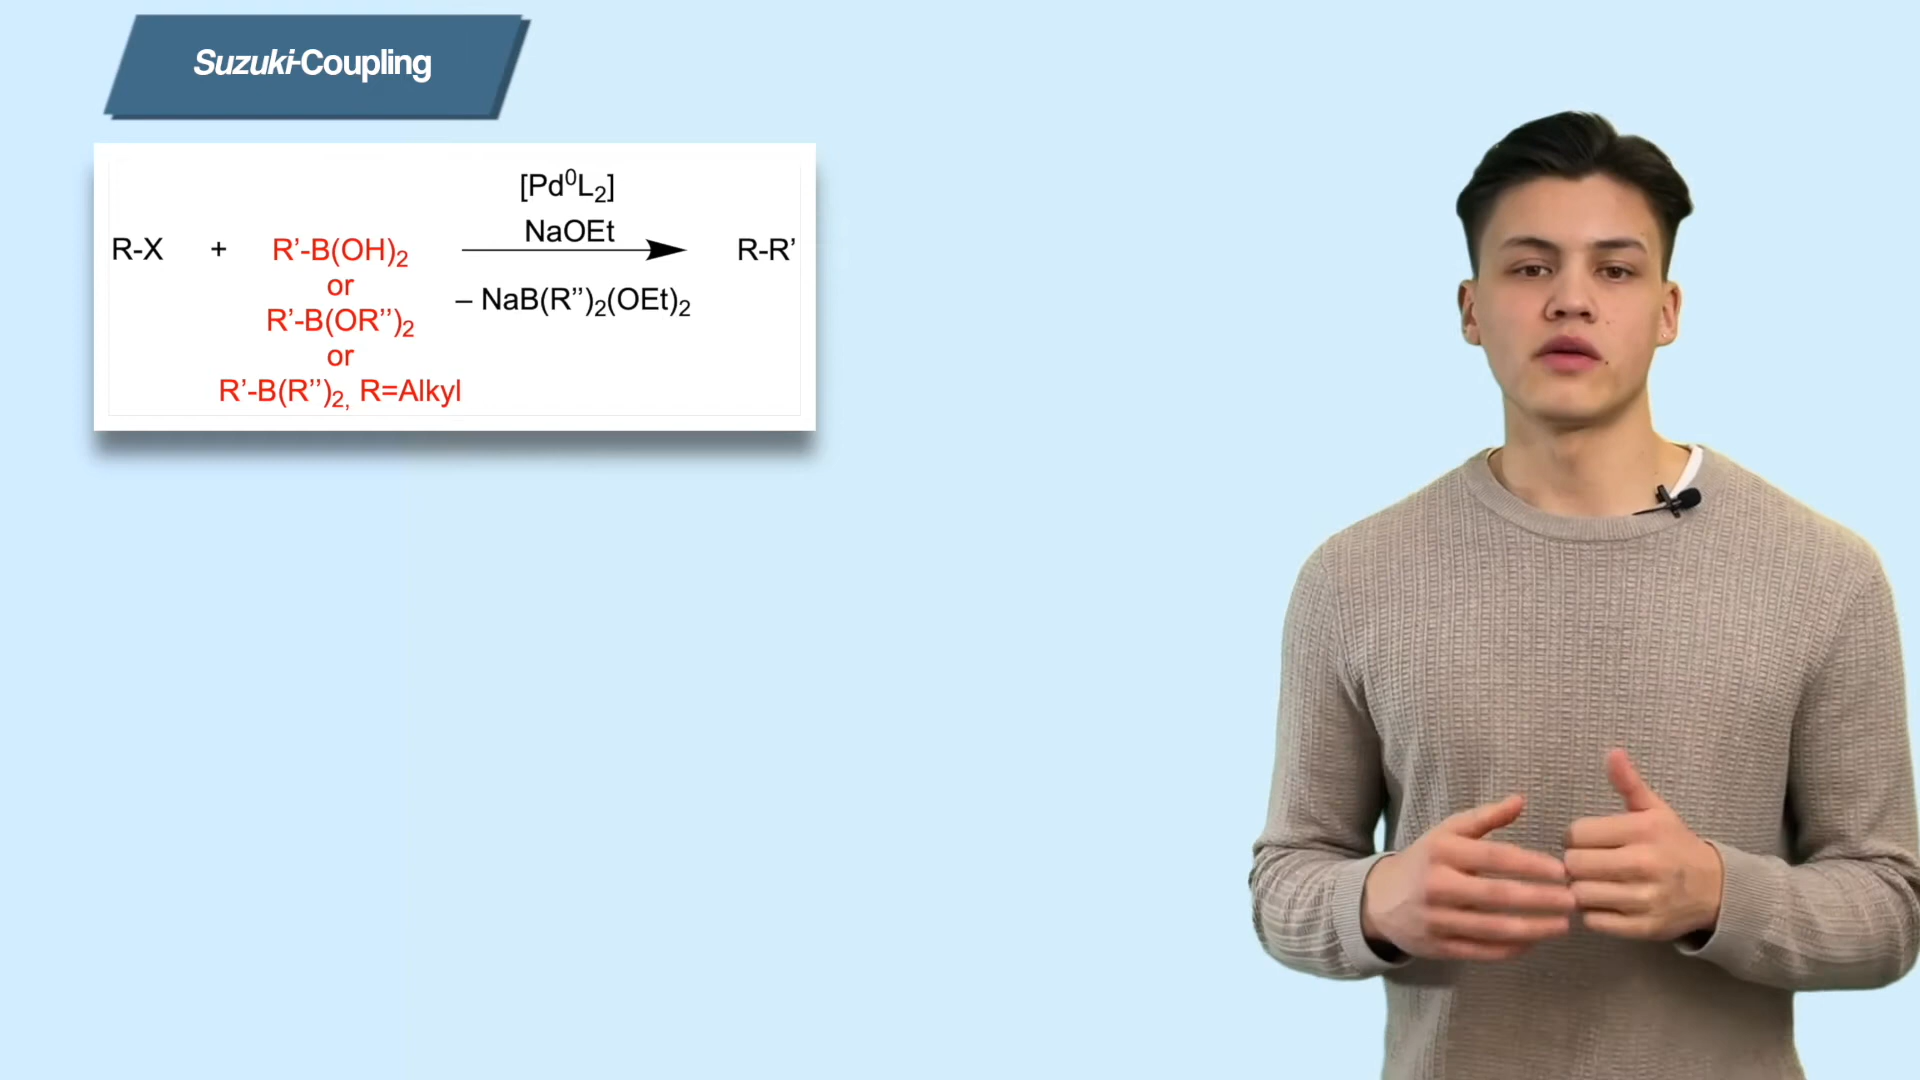 Suzuki-Coupling
[Pd⁰L₂]
NaOEt
R-X + R’-B(OH)₂ R-R’
or
– NaB(R’’)₂(OEt)₂
R’-B(OR’’)₂
or
R’-B(R’’)₂, R=Alkyl